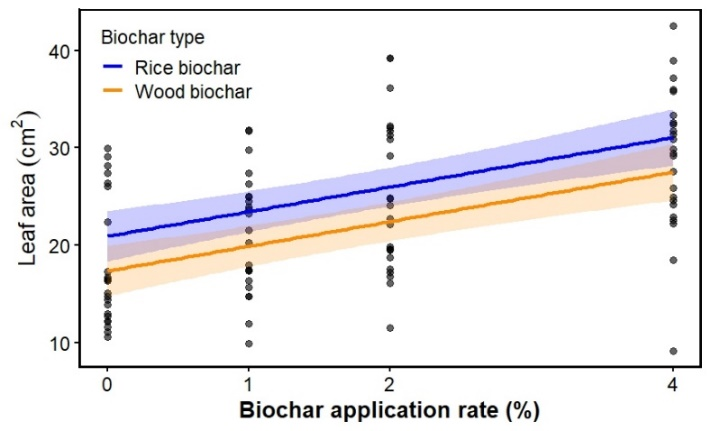 Biochar type
Rice biochar
Wood biochar
Leaf area (cm²)
40
30
20
10
0 1 2 4
Biochar application rate (%)